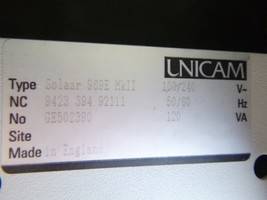 UNICAM
Type Solaar 989E MkII 100/240 V~
NC 9423 394 92111 50/60 Hz
No GE502390 120 VA
Site
Made in England